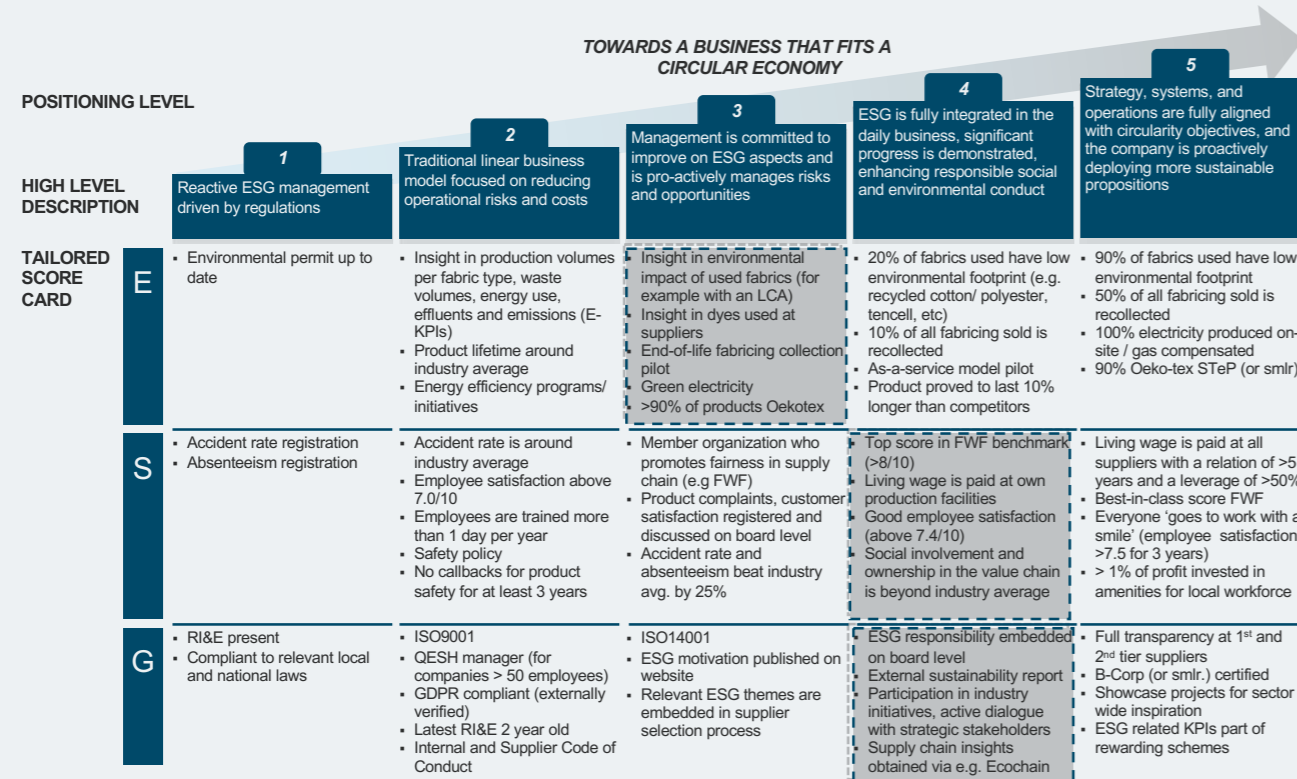 TOWARDS A BUSINESS THAT FITS A
CIRCULAR ECONOMY
POSITIONING LEVEL
HIGH LEVEL
DESCRIPTION
1
Reactive ESG management
driven by regulations
2
Traditional linear business
model focused on reducing
operational risks and costs
3
Management is committed to
improve on ESG aspects and
is pro-actively manages risks
and opportunities
4
ESG is fully integrated in the
daily business, significant
progress is demonstrated,
enhancing responsible social
and environmental conduct
5
Strategy, systems, and
operations are fully aligned
with circularity objectives, and
the company is proactively
deploying more sustainable
propositions
TAILORED
SCORE
CARD
E
▪ Environmental permit up to
date
▪ Insight in production volumes
per fabric type, waste
volumes, energy use,
effluents and emissions (E-
KPIs)
▪ Product lifetime around
industry average
▪ Energy efficiency programs/
initiatives
▪ Insight in environmental
impact of used fabrics (for
example with an LCA)
▪ Insight in dyes used at
suppliers
▪ End-of-life fabricing collection
pilot
▪ Green electricity
▪ >90% of products Oekotex
▪ 20% of fabrics used have low
environmental footprint (e.g.
recycled cotton/ polyester,
tencell, etc)
▪ 10% of all fabricing sold is
recollected
▪ As-a-service model pilot
▪ Product proved to last 10%
longer than competitors
▪ 90% of fabrics used have low
environmental footprint
▪ 50% of all fabricing sold is
recollected
▪ 100% electricity produced on-
site / gas compensated
▪ 90% Oeko-tex STeP (or smlr)
S
▪ Accident rate registration
▪ Absenteeism registration
▪ Accident rate is around
industry average
▪ Employee satisfaction above
7.0/10
▪ Employees are trained more
than 1 day per year
▪ Safety policy
▪ No callbacks for product
safety for at least 3 years
▪ Member organization who
promotes fairness in supply
chain (e.g FWF)
▪ Product complaints, customer
satisfaction registered and
discussed on board level
▪ Accident rate and
absenteeism beat industry
avg. by 25%
▪ Top score in FWF benchmark
(>8/10)
▪ Living wage is paid at own
production facilities
▪ Good employee satisfaction
(above 7.4/10)
▪ Social involvement and
ownership in the value chain
is beyond industry average
▪ Living wage is paid at all
suppliers with a relation of >5
years and a leverage of >50%
▪ Best-in-class score FWF
▪ Everyone ‘goes to work with a
smile’ (employee satisfaction
>7.5 for 3 years)
▪ > 1% of profit invested in
amenities for local workforce
G
▪ RI&E present
▪ Compliant to relevant local
and national laws
▪ ISO9001
▪ QESH manager (for
companies > 50 employees)
▪ GDPR compliant (externally
verified)
▪ Latest RI&E 2 year old
▪ Internal and Supplier Code of
Conduct
▪ ISO14001
▪ ESG motivation published on
website
▪ Relevant ESG themes are
embedded in supplier
selection process
▪ ESG responsibility embedded
on board level
▪ External sustainability report
▪ Participation in industry
initiatives, active dialogue
with strategic stakeholders
▪ Supply chain insights
obtained via e.g. Ecochain
▪ Full transparency at 1st and
2nd tier suppliers
▪ B-Corp (or smlr.) certified
▪ Showcase projects for sector
wide inspiration
▪ ESG related KPIs part of
rewarding schemes